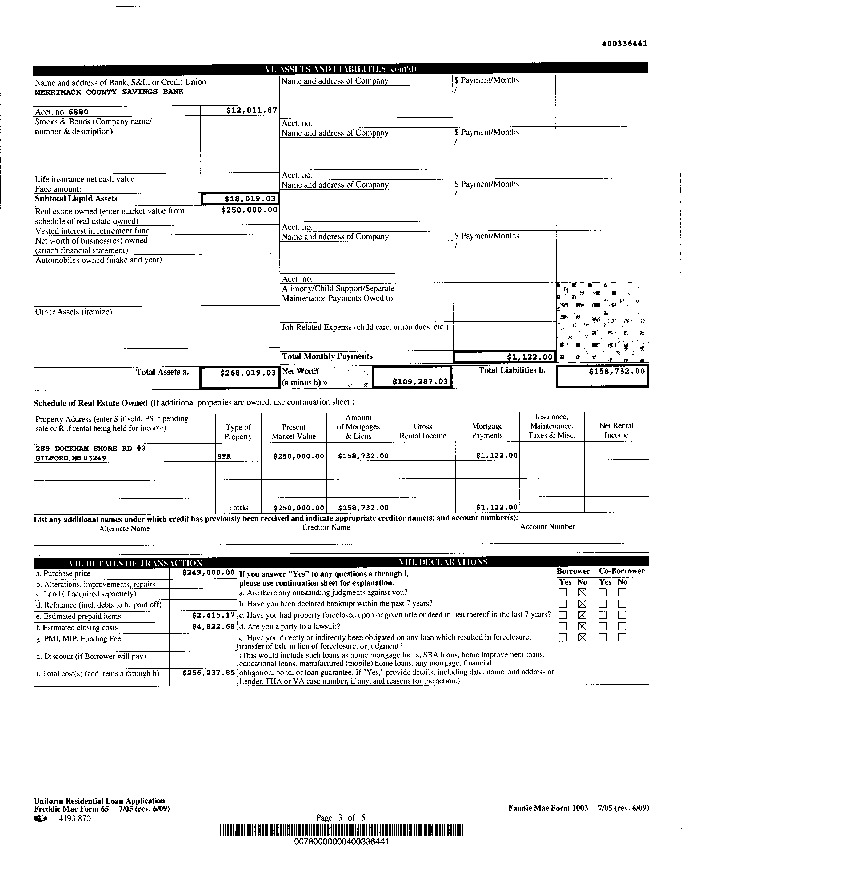 400336441
VI. ASSETS AND LIABILITIES (cont'd)
Name and address of Bank, S&L, or Credit Union
MERRIMACK COUNTY SAVINGS BANK
Acct. no. 6880 $12,011.87
Stocks & Bonds (Company name/
number & description)
Life insurance net cash value
Face amount:
Subtotal Liquid Assets $18,019.03
Real estate owned (enter market value from $250,000.00
schedule of real estate owned)
Vested interest in retirement fund
Net worth of business(es) owned
(attach financial statement)
Automobiles owned (make and year)
Other Assets (itemize)
Total Assets a. $268,019.03
Name and address of Company $ Payment/Months
/
Acct. no.
Name and address of Company $ Payment/Months
/
Acct. no.
Name and address of Company $ Payment/Months
/
Acct. no.
Name and address of Company $ Payment/Months
/
Acct. no.
Alimony/Child Support/Separate
Maintenance Payments Owed to:
Job Related Expense (child care, union dues, etc.)
Total Monthly Payments $1,122.00
Net Worth
(a minus b) $109,287.03
Total Liabilities b. $158,732.00
Schedule of Real Estate Owned (If additional properties are owned, use continuation sheet.)
Property Address (enter S if sold, PS if pending
sale or R if rental being held for income)
Type of
Property
Present
Market Value
Amount
of Mortgages
& Liens
Gross
Rental Income
Mortgage
Payments
Insurance,
Maintenance,
Taxes & Misc.
Net Rental
Income
289 DOCKHAM SHORE RD #3
GILFORD, NH 03249 SFR $250,000.00 $158,732.00 $1,122.00
Totals $250,000.00 $158,732.00 $1,122.00
List any additional names under which credit has previously been received and indicate appropriate creditor name(s) and account number(s):
Alternate Name Creditor Name Account Number
VII. DETAILS OF TRANSACTION
a. Purchase price $249,000.00
b. Alterations, improvements, repairs
c. Land (if acquired separately)
d. Refinance (incl. debts to be paid off)
e. Estimated prepaid items $2,415.17
f. Estimated closing costs $4,822.68
g. PMI, MIP, Funding Fee
h. Discount (if Borrower will pay)
i. Total costs (add items a through h) $256,237.85
VIII. DECLARATIONS
If you answer "Yes" to any questions a through i,
please use continuation sheet for explanation.
Borrower Co-Borrower
Yes No Yes No
a. Are there any outstanding judgments against you?
b. Have you been declared bankrupt within the past 7 years?
c. Have you had property foreclosed upon or given title or deed in lieu thereof in the last 7 years?
d. Are you a party to a lawsuit?
e. Have you directly or indirectly been obligated on any loan which resulted in foreclosure,
transfer of title in lieu of foreclosure, or judgment?
(This would include such loans as home mortgage loans, SBA loans, home improvement loans,
educational loans, manufactured (mobile) home loans, any mortgage, financial
obligation, bond, or loan guarantee. If "Yes," provide details, including date, name and address of
Lender, FHA or VA case number, if any, and reasons for the action.)
Uniform Residential Loan Application
Freddie Mac Form 65 7/05 (rev. 6/09)
4193 870
Page 3 of 5
Fannie Mae Form 1003 7/05 (rev. 6/09)
0078000000400336441